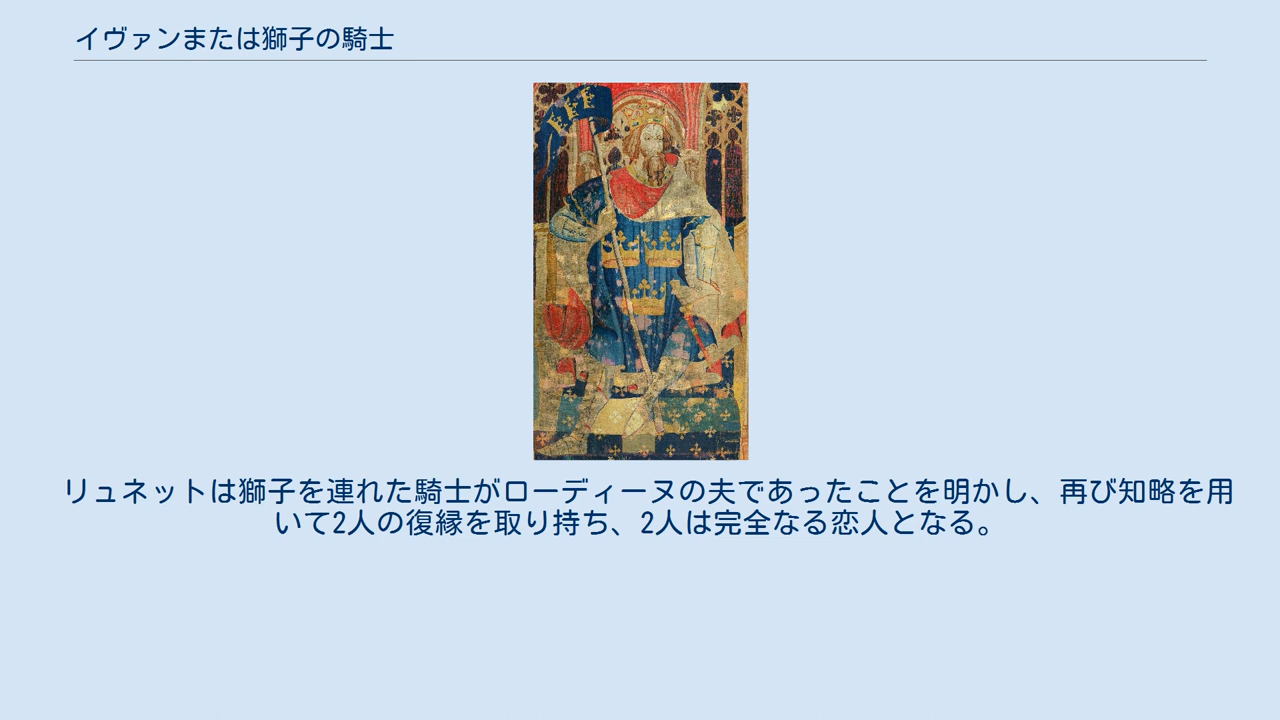 イヴァンまたは獅子の騎士
リュネットは獅子を連れた騎士がローディーヌの夫であったことを明かし、再び知略を用
いて2人の復縁を取り持ち、2人は完全なる恋人となる。